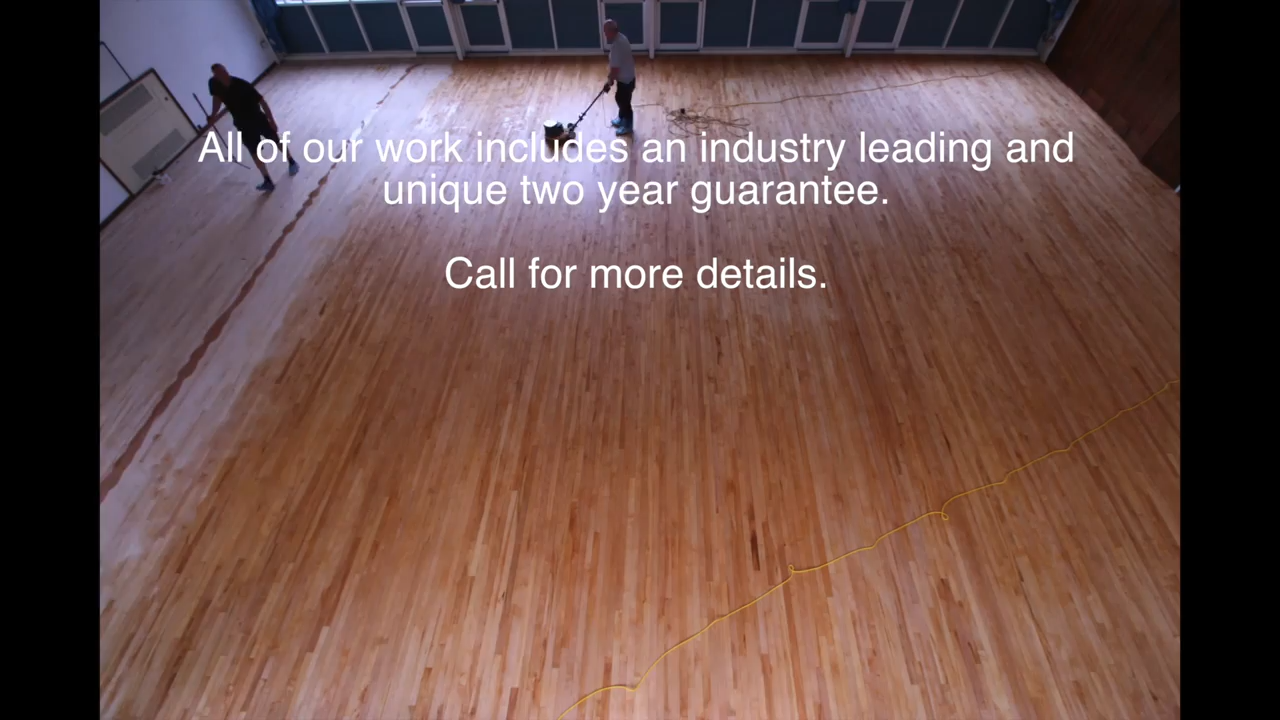 All of our work includes an industry leading and
unique two year guarantee.
Call for more details.